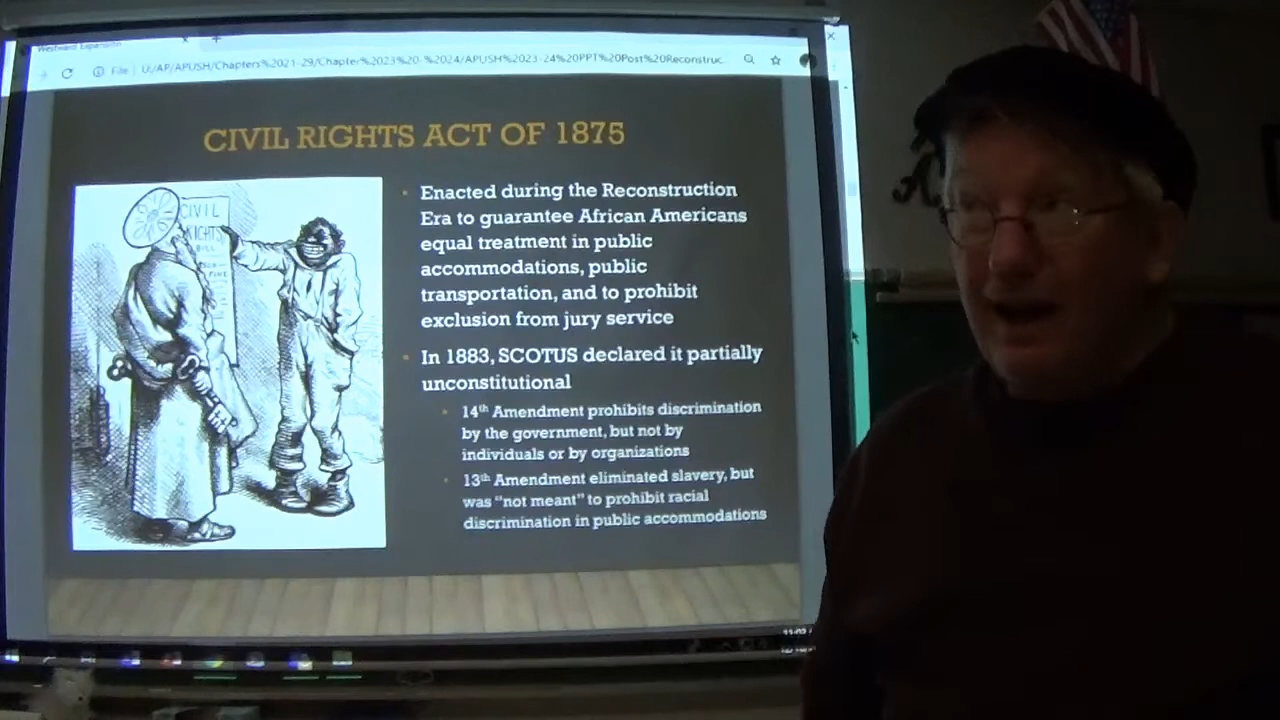 Westward Expansion
File | U:/AP/APUSH/Chapters%2021-29/Chapter%2023%20-%2024/APUSH%2023-24%20PPT%20Post%20Reconstruc...
CIVIL RIGHTS ACT OF 1875
CIVIL
RIGHTS
BILL
Enacted during the Reconstruction
Era to guarantee African Americans
equal treatment in public
accommodations, public
transportation, and to prohibit
exclusion from jury service
In 1883, SCOTUS declared it partially
unconstitutional
14th Amendment prohibits discrimination
by the government, but not by
individuals or by organizations
13th Amendment eliminated slavery, but
was "not meant" to prohibit racial
discrimination in public accommodations